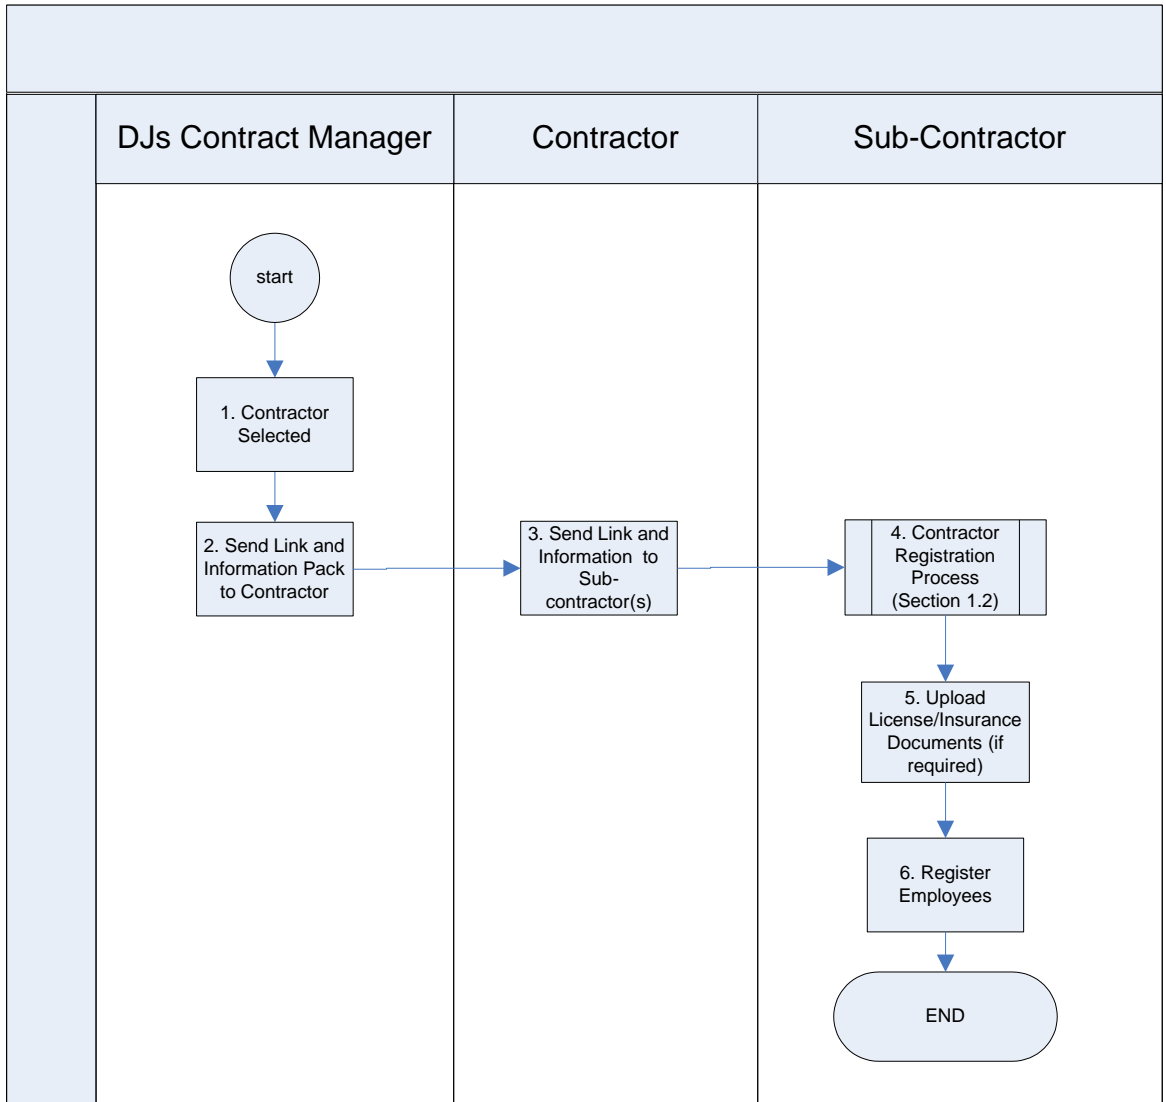 DJs Contract Manager
Contractor
Sub-Contractor
start
1. Contractor
Selected
2. Send Link and
Information Pack
to Contractor
3. Send Link and
Information to
Sub-
contractor(s)
4. Contractor
Registration
Process
(Section 1.2)
5. Upload
License/Insurance
Documents (if
required)
6. Register
Employees
END